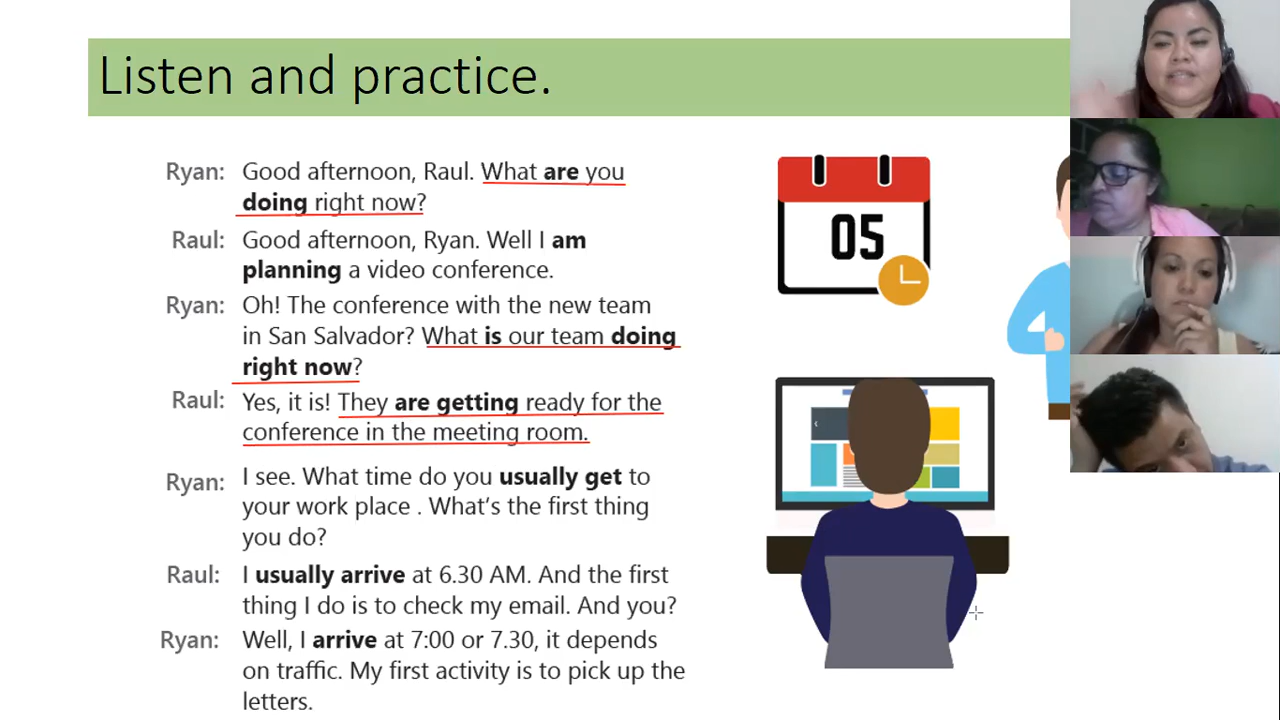 Listen and practice.
Ryan: Good afternoon, Raul. What are you
doing right now?
Raul: Good afternoon, Ryan. Well I am
planning a video conference.
Ryan: Oh! The conference with the new team
in San Salvador? What is our team doing
right now?
Raul: Yes, it is! They are getting ready for the
conference in the meeting room.
Ryan: I see. What time do you usually get to
your work place . What's the first thing
you do?
Raul: I usually arrive at 6.30 AM. And the first
thing I do is to check my email. And you?
Ryan: Well, I arrive at 7:00 or 7.30, it depends
on traffic. My first activity is to pick up the
letters.
05